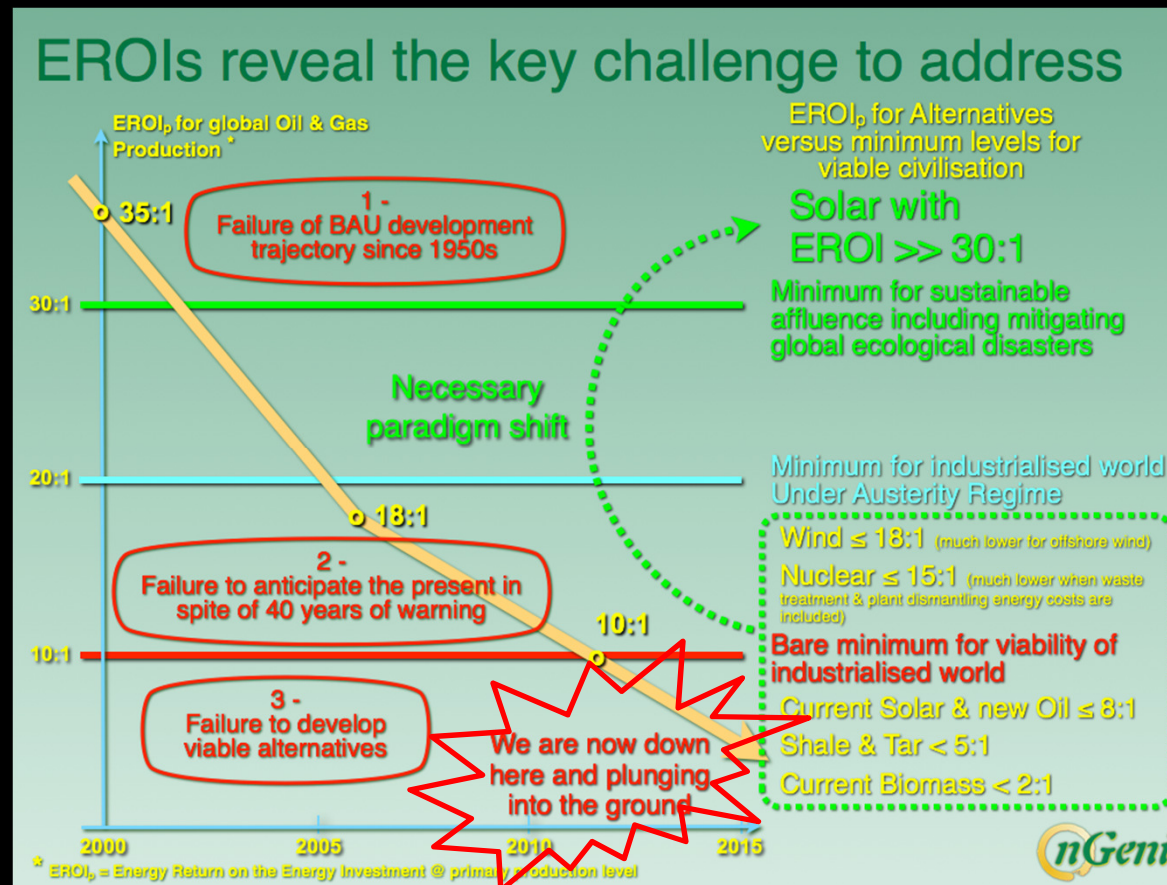 EROIs reveal the key challenge to address
EROIp for global Oil & Gas
Production *
35:1
1 -
Failure of BAU development
trajectory since 1950s
30:1
Necessary
paradigm shift
20:1
18:1
2 -
Failure to anticipate the present in
spite of 40 years of warning
10:1
10:1
3 -
Failure to develop
viable alternatives
We are now down
here and plunging
into the ground
2000
2005
2010
2015
EROIp for Alternatives
versus minimum levels for
viable civilisation
Solar with
EROI >> 30:1
Minimum for sustainable
affluence including mitigating
global ecological disasters
Minimum for industrialised world
Under Austerity Regime
Wind ≤ 18:1 (much lower for offshore wind)
Nuclear ≤ 15:1 (much lower when waste
treatment & plant dismantling energy costs are
included)
Bare minimum for viability of
industrialised world
Current Solar & new Oil ≤ 8:1
Shale & Tar < 5:1
Current Biomass < 2:1
* EROIp = Energy Return on the Energy Investment @ primary production level